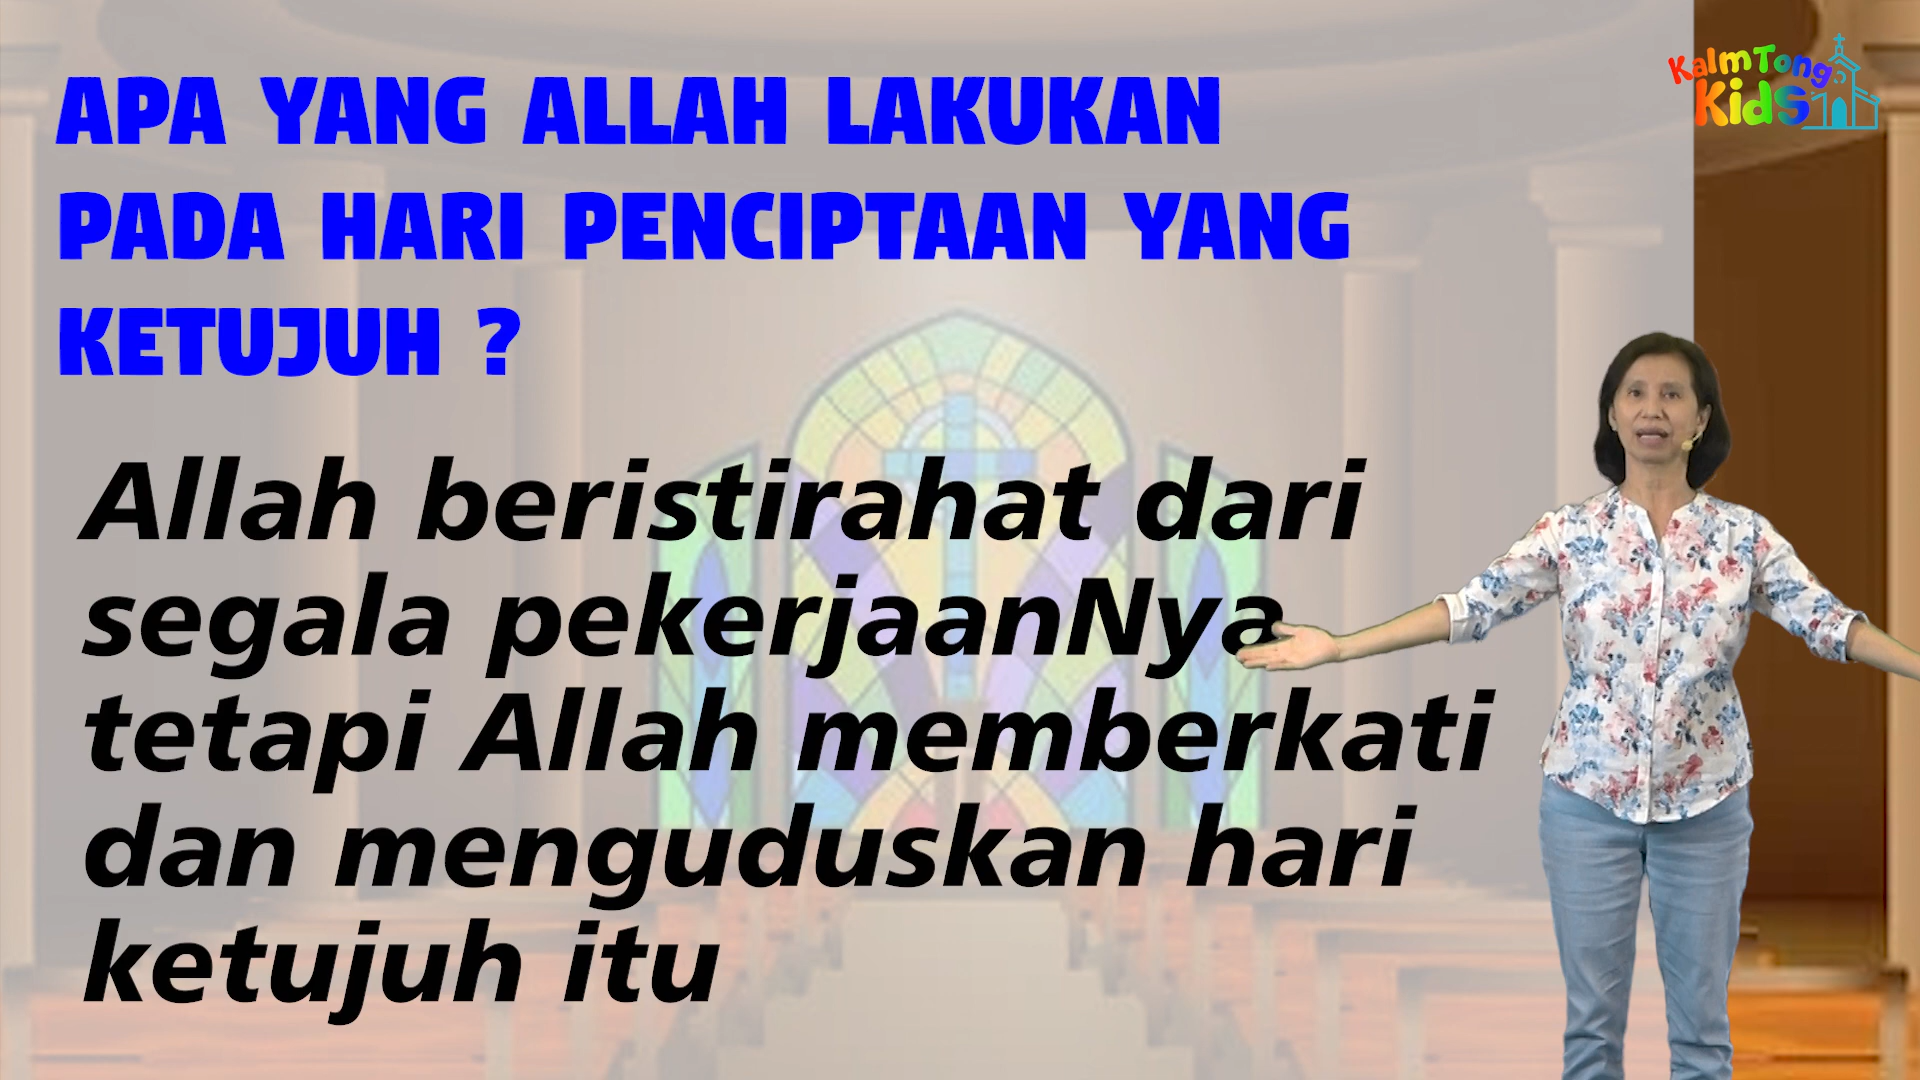 KalmTong
Kids
APA YANG ALLAH LAKUKAN
PADA HARI PENCIPTAAN YANG
KETUJUH ?
Allah beristirahat dari
segala pekerjaanNya
tetapi Allah memberkati
dan menguduskan hari
ketujuh itu